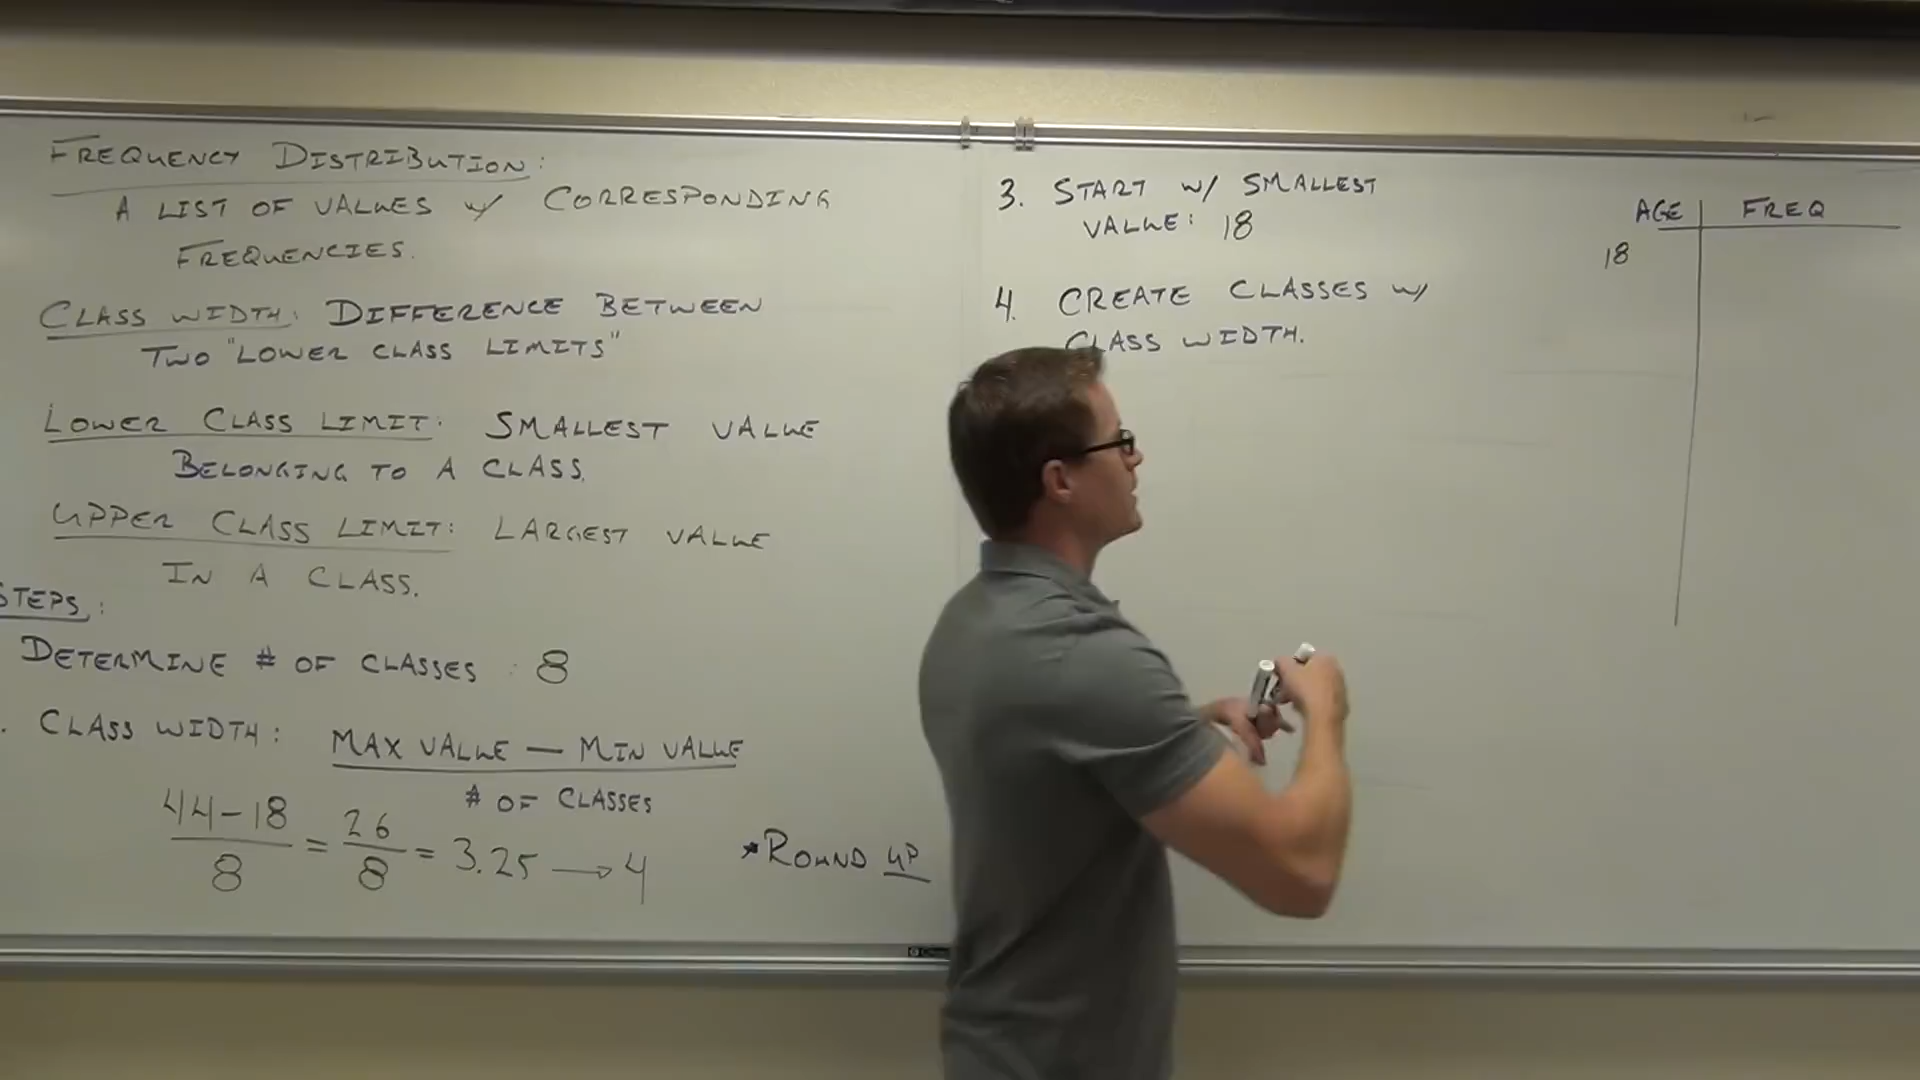 FREQUENCY DISTRIBUTION:
A LIST OF VALUES W/ CORRESPONDING
FREQUENCIES.
CLASS WIDTH: DIFFERENCE BETWEEN
TWO "LOWER CLASS LIMITS"
LOWER CLASS LIMIT: SMALLEST VALUE
BELONGING TO A CLASS.
UPPER CLASS LIMIT: LARGEST VALUE
IN A CLASS.
STEPS:
DETERMINE # OF CLASSES : 8
. CLASS WIDTH: MAX VALUE — MIN VALUE
# OF CLASSES
44-18 / 8 = 26 / 8 = 3.25 → 4
*ROUND UP
3. START W/ SMALLEST
VALUE: 18
4. CREATE CLASSES W/
CLASS WIDTH.
AGE | FREQ
18